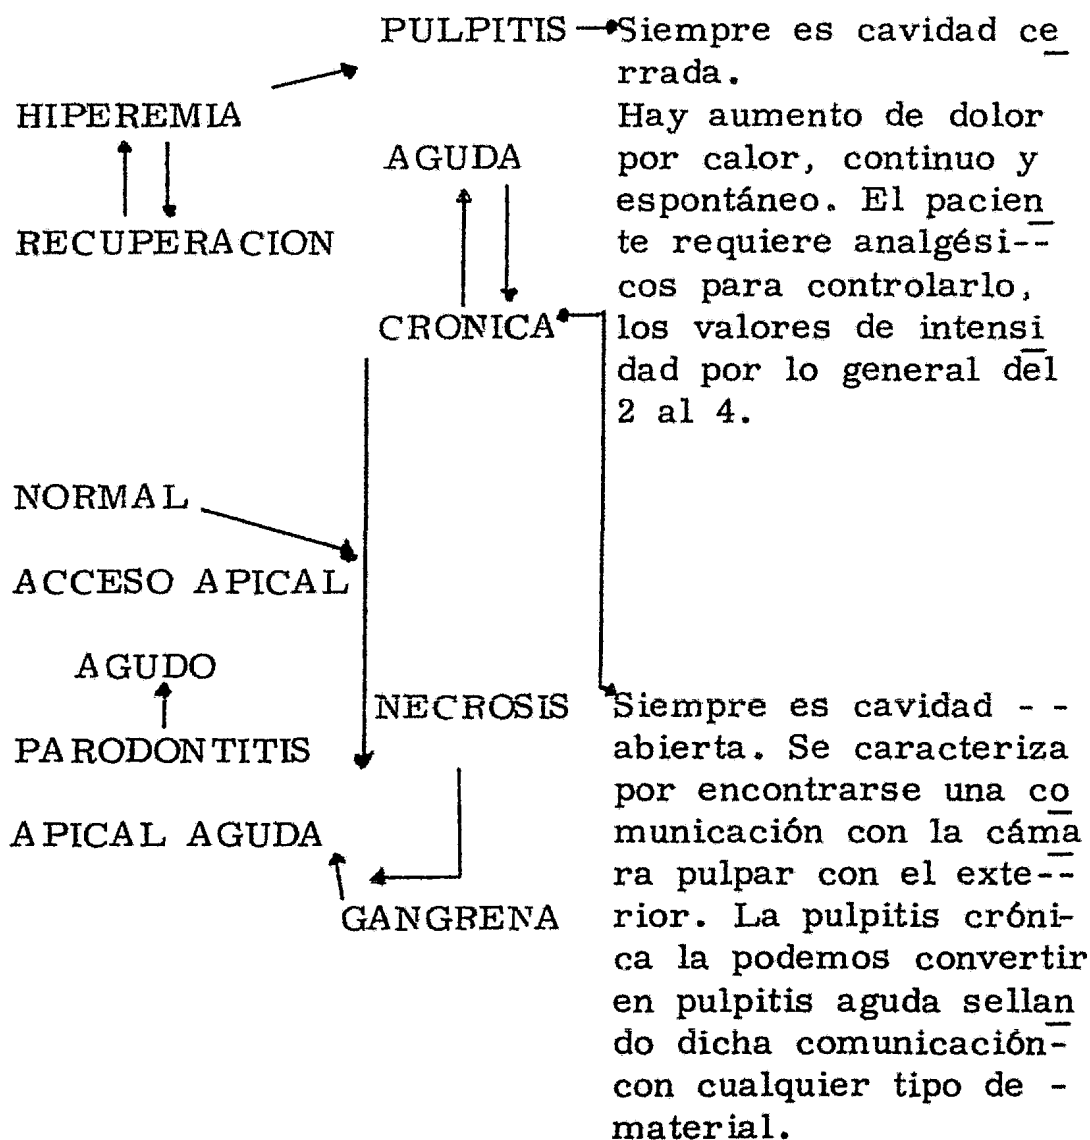 PULPITIS
Siempre es cavidad ce
rrada.
HIPEREMIA
Hay aumento de dolor
AGUDA
por calor, continuo y
espontáneo. El pacien
RECUPERACION
te requiere analgési--
cos para controlarlo,
CRONICA
los valores de intensi
dad por lo general del
2 al 4.
NORMAL
ACCESO APICAL
AGUDO
NECROSIS
Siempre es cavidad - -
PARODONTITIS
abierta. Se caracteriza
por encontrarse una co
APICAL AGUDA
municación con la cáma
ra pulpar con el exte--
GANGRENA
rior. La pulpitis cróni-
ca la podemos convertir
en pulpitis aguda sellan
do dicha comunicación-
con cualquier tipo de -
material.